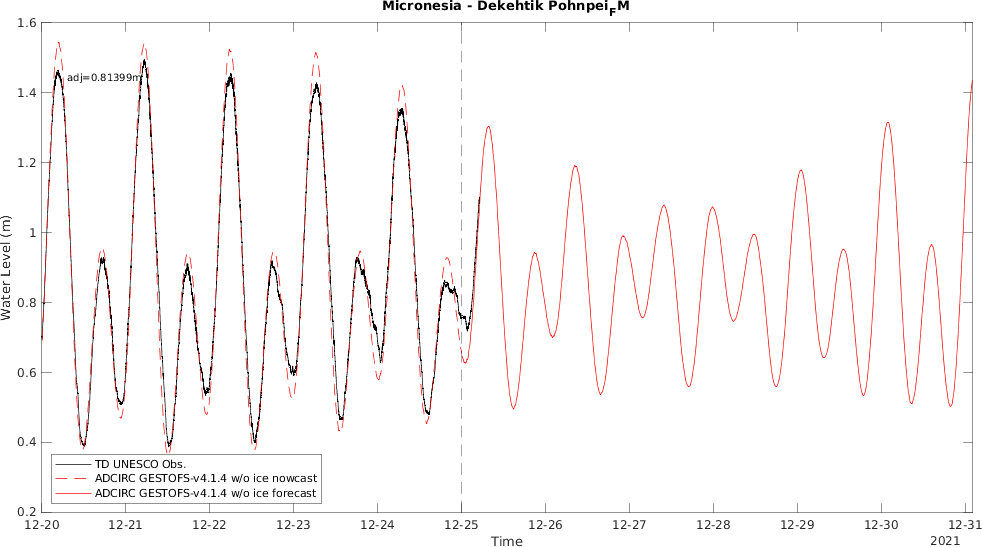 Micronesia - Dekehtik Pohnpei_FM
adj=0.81399m
Water Level (m)
1.6
1.4
1.2
1
0.8
0.6
0.4
0.2
TD UNESCO Obs.
ADCIRC GESTOFS-v4.1.4 w/o ice nowcast
ADCIRC GESTOFS-v4.1.4 w/o ice forecast
12-20 12-21 12-22 12-23 12-24 12-25 12-26 12-27 12-28 12-29 12-30 12-31
Time
2021